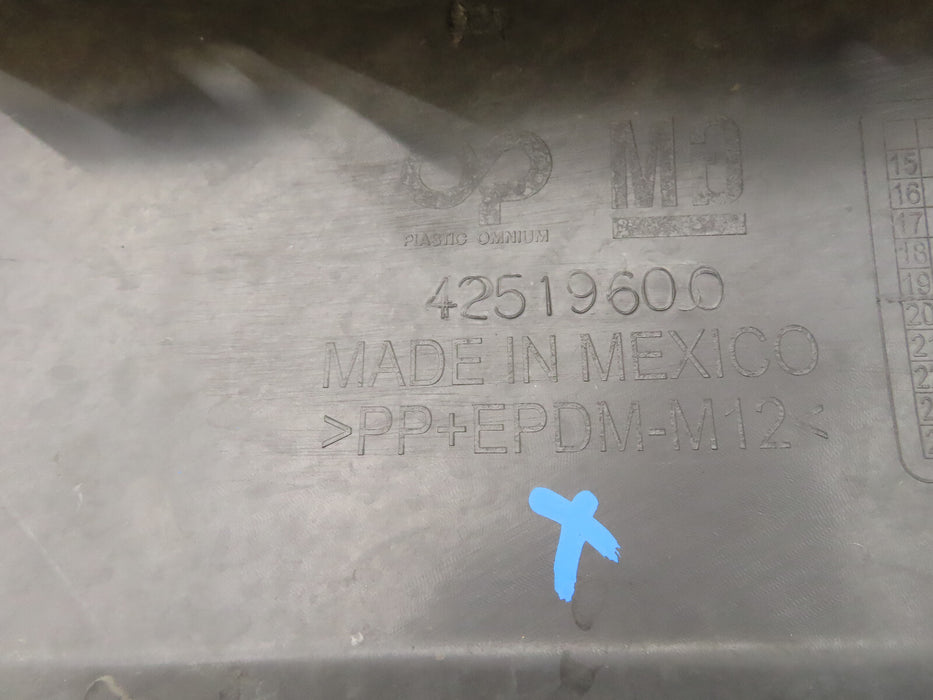 PLASTIC OMNIUM
42519600
MADE IN MEXICO
>PP+EPDM-M12<
15
16
17
18
19
20